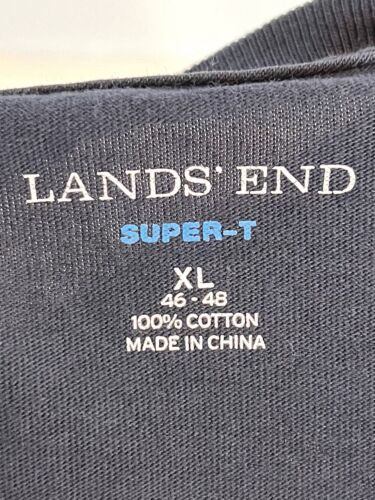 LANDS' END
SUPER-T
XL
46 - 48
100% COTTON
MADE IN CHINA